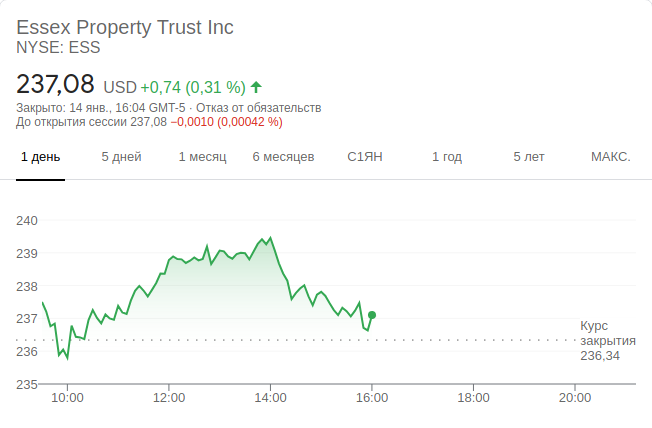 Essex Property Trust Inc
NYSE: ESS
237,08 USD +0,74 (0,31 %)
Закрыто: 14 янв., 16:04 GMT-5 · Отказ от обязательств
До открытия сессии 237,08 −0,0010 (0,00042 %)
1 день 5 дней 1 месяц 6 месяцев С1ЯН 1 год 5 лет МАКС.
240
239
238
237
236
235
Курс
закрытия
236,34
10:00 12:00 14:00 16:00 18:00 20:00